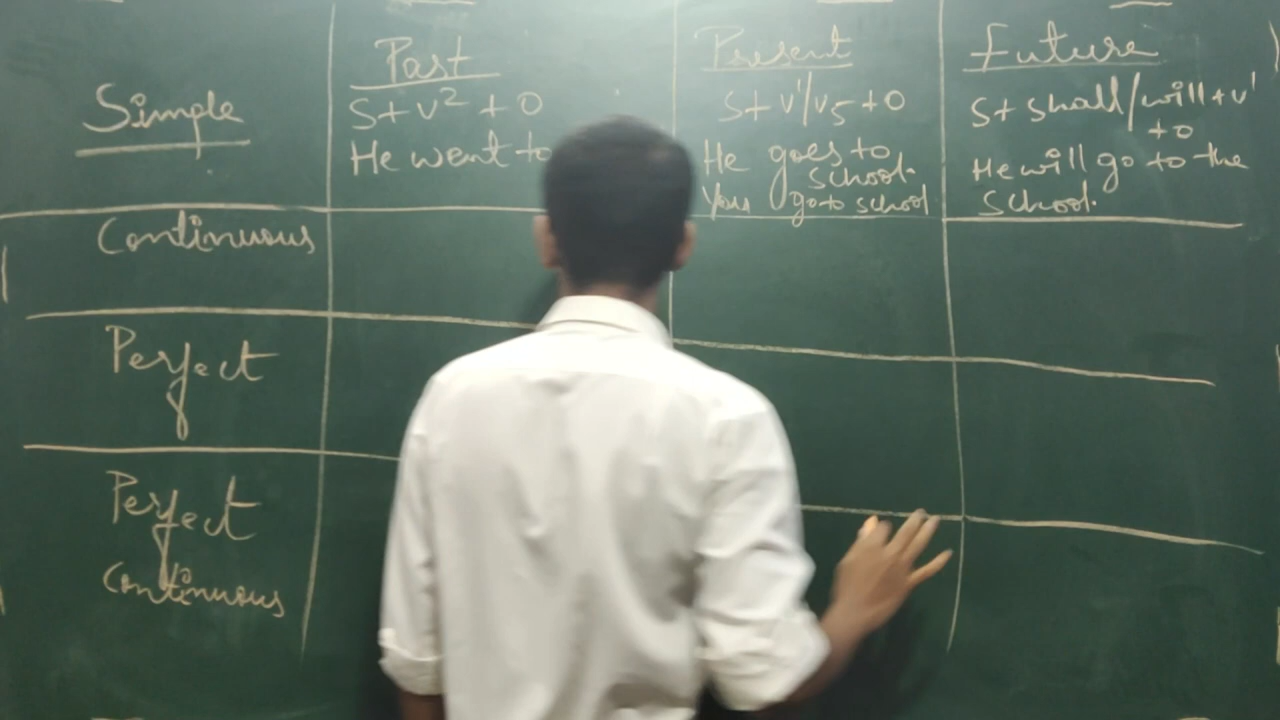 Past
Present
Future
Simple
S+ v² + O
S+ v¹/v5 + O
S+ shall/will + v¹
+ O
He went to
He goes to
school.
You go to school
He will go to the
school.
Continuous
Perfect
Perfect
Continuous